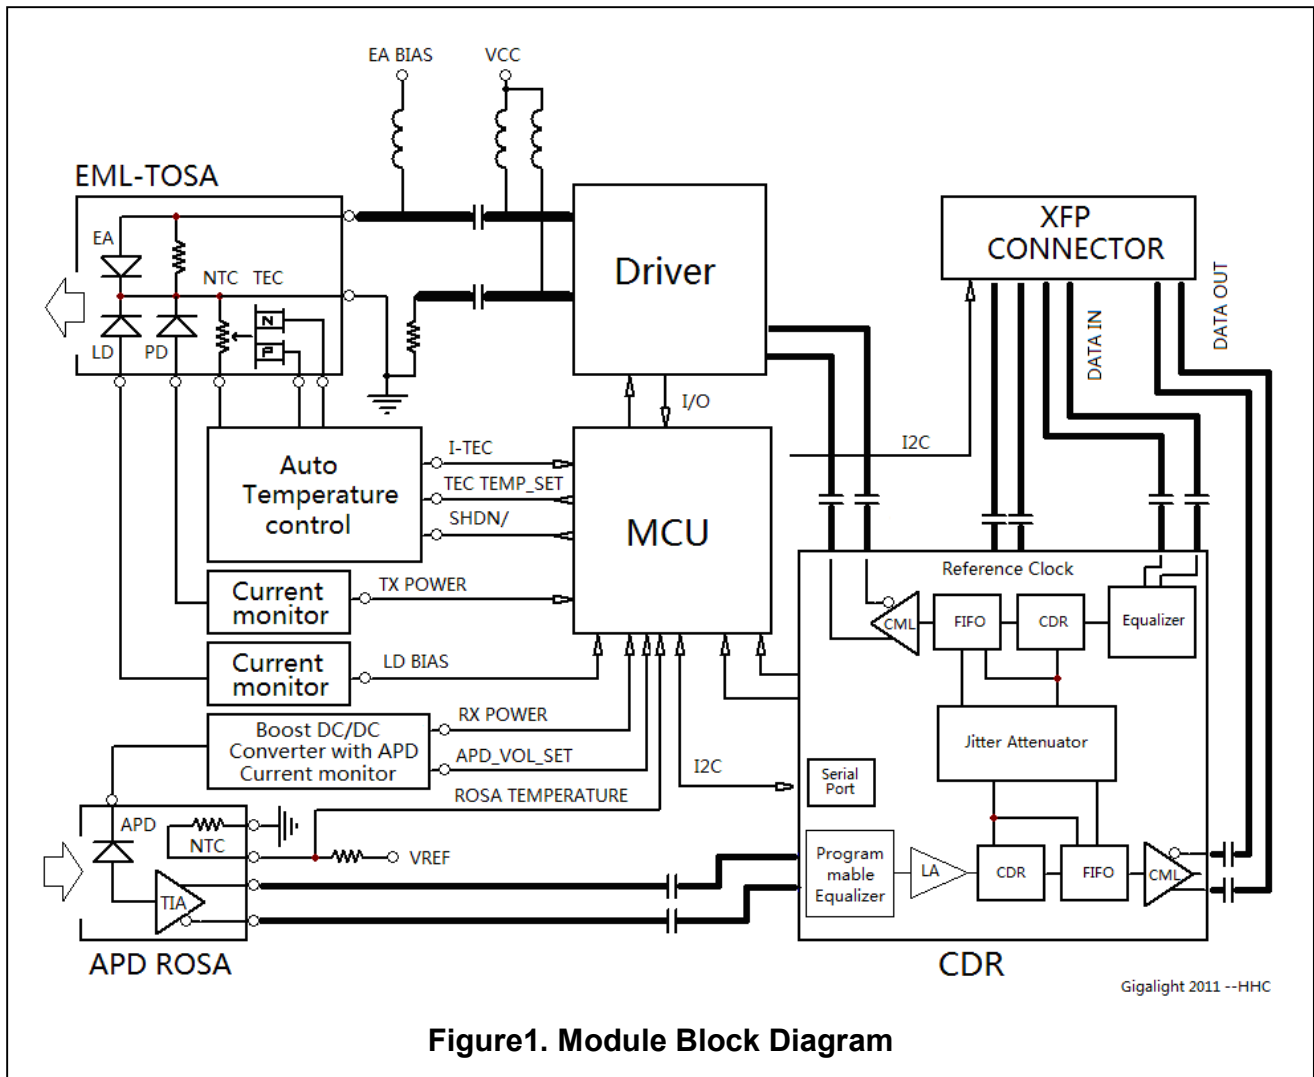 EA BIAS
VCC
EML-TOSA
EA
NTC TEC
LD
PD
Driver
XFP
CONNECTOR
DATA IN
DATA OUT
I/O
I2C
Auto
Temperature
control
I-TEC
TEC TEMP_SET
SHDN/
MCU
Current
monitor
TX POWER
Current
monitor
LD BIAS
Boost DC/DC
Converter with APD
Current monitor
RX POWER
APD_VOL_SET
ROSA TEMPERATURE
I2C
N
P
Reference Clock
CML
FIFO
CDR
Equalizer
Jitter Attenuator
Serial
Port
Program
mable
Equalizer
LA
CDR
FIFO
CML
APD
NTC
VREF
TIA
APD ROSA
CDR
Gigalight 2011 --HHC
Figure1. Module Block Diagram